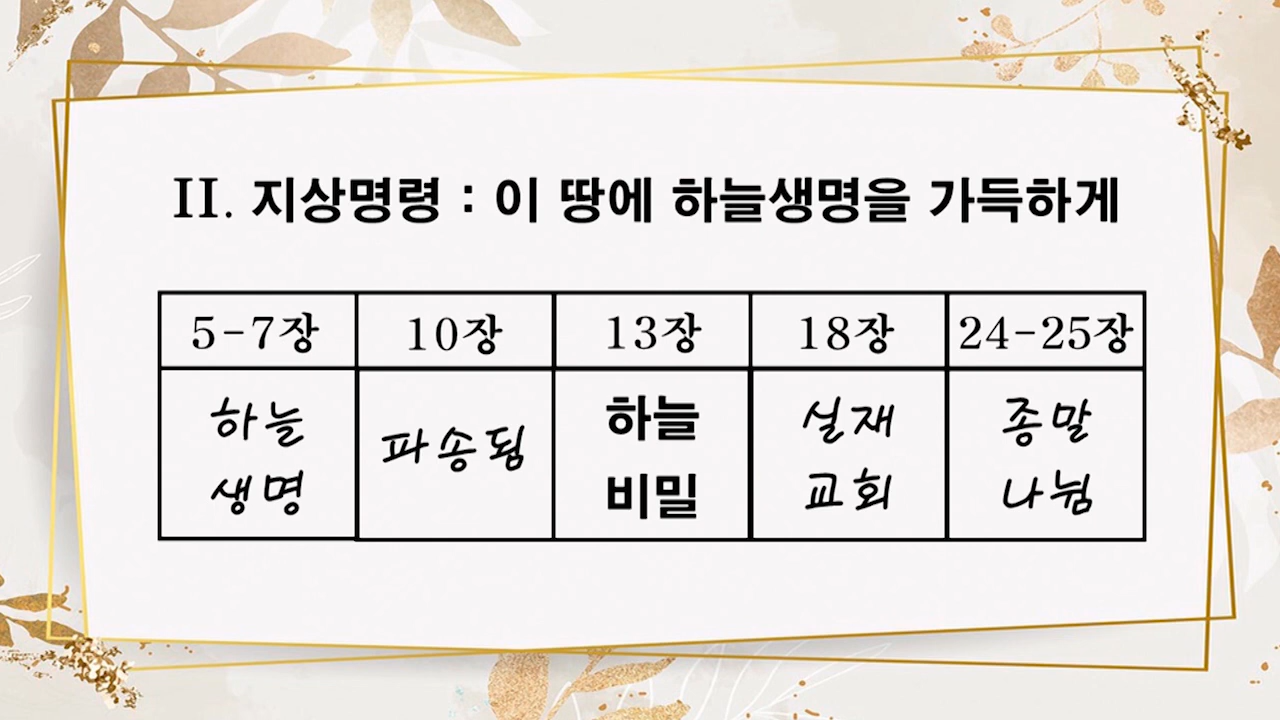 II. 지상명령 : 이 땅에 하늘생명을 가득하게
5-7장 10장 13장 18장 24-25장
하늘 생명
파송됨
하늘 비밀
실재 교회
종말 나뉨